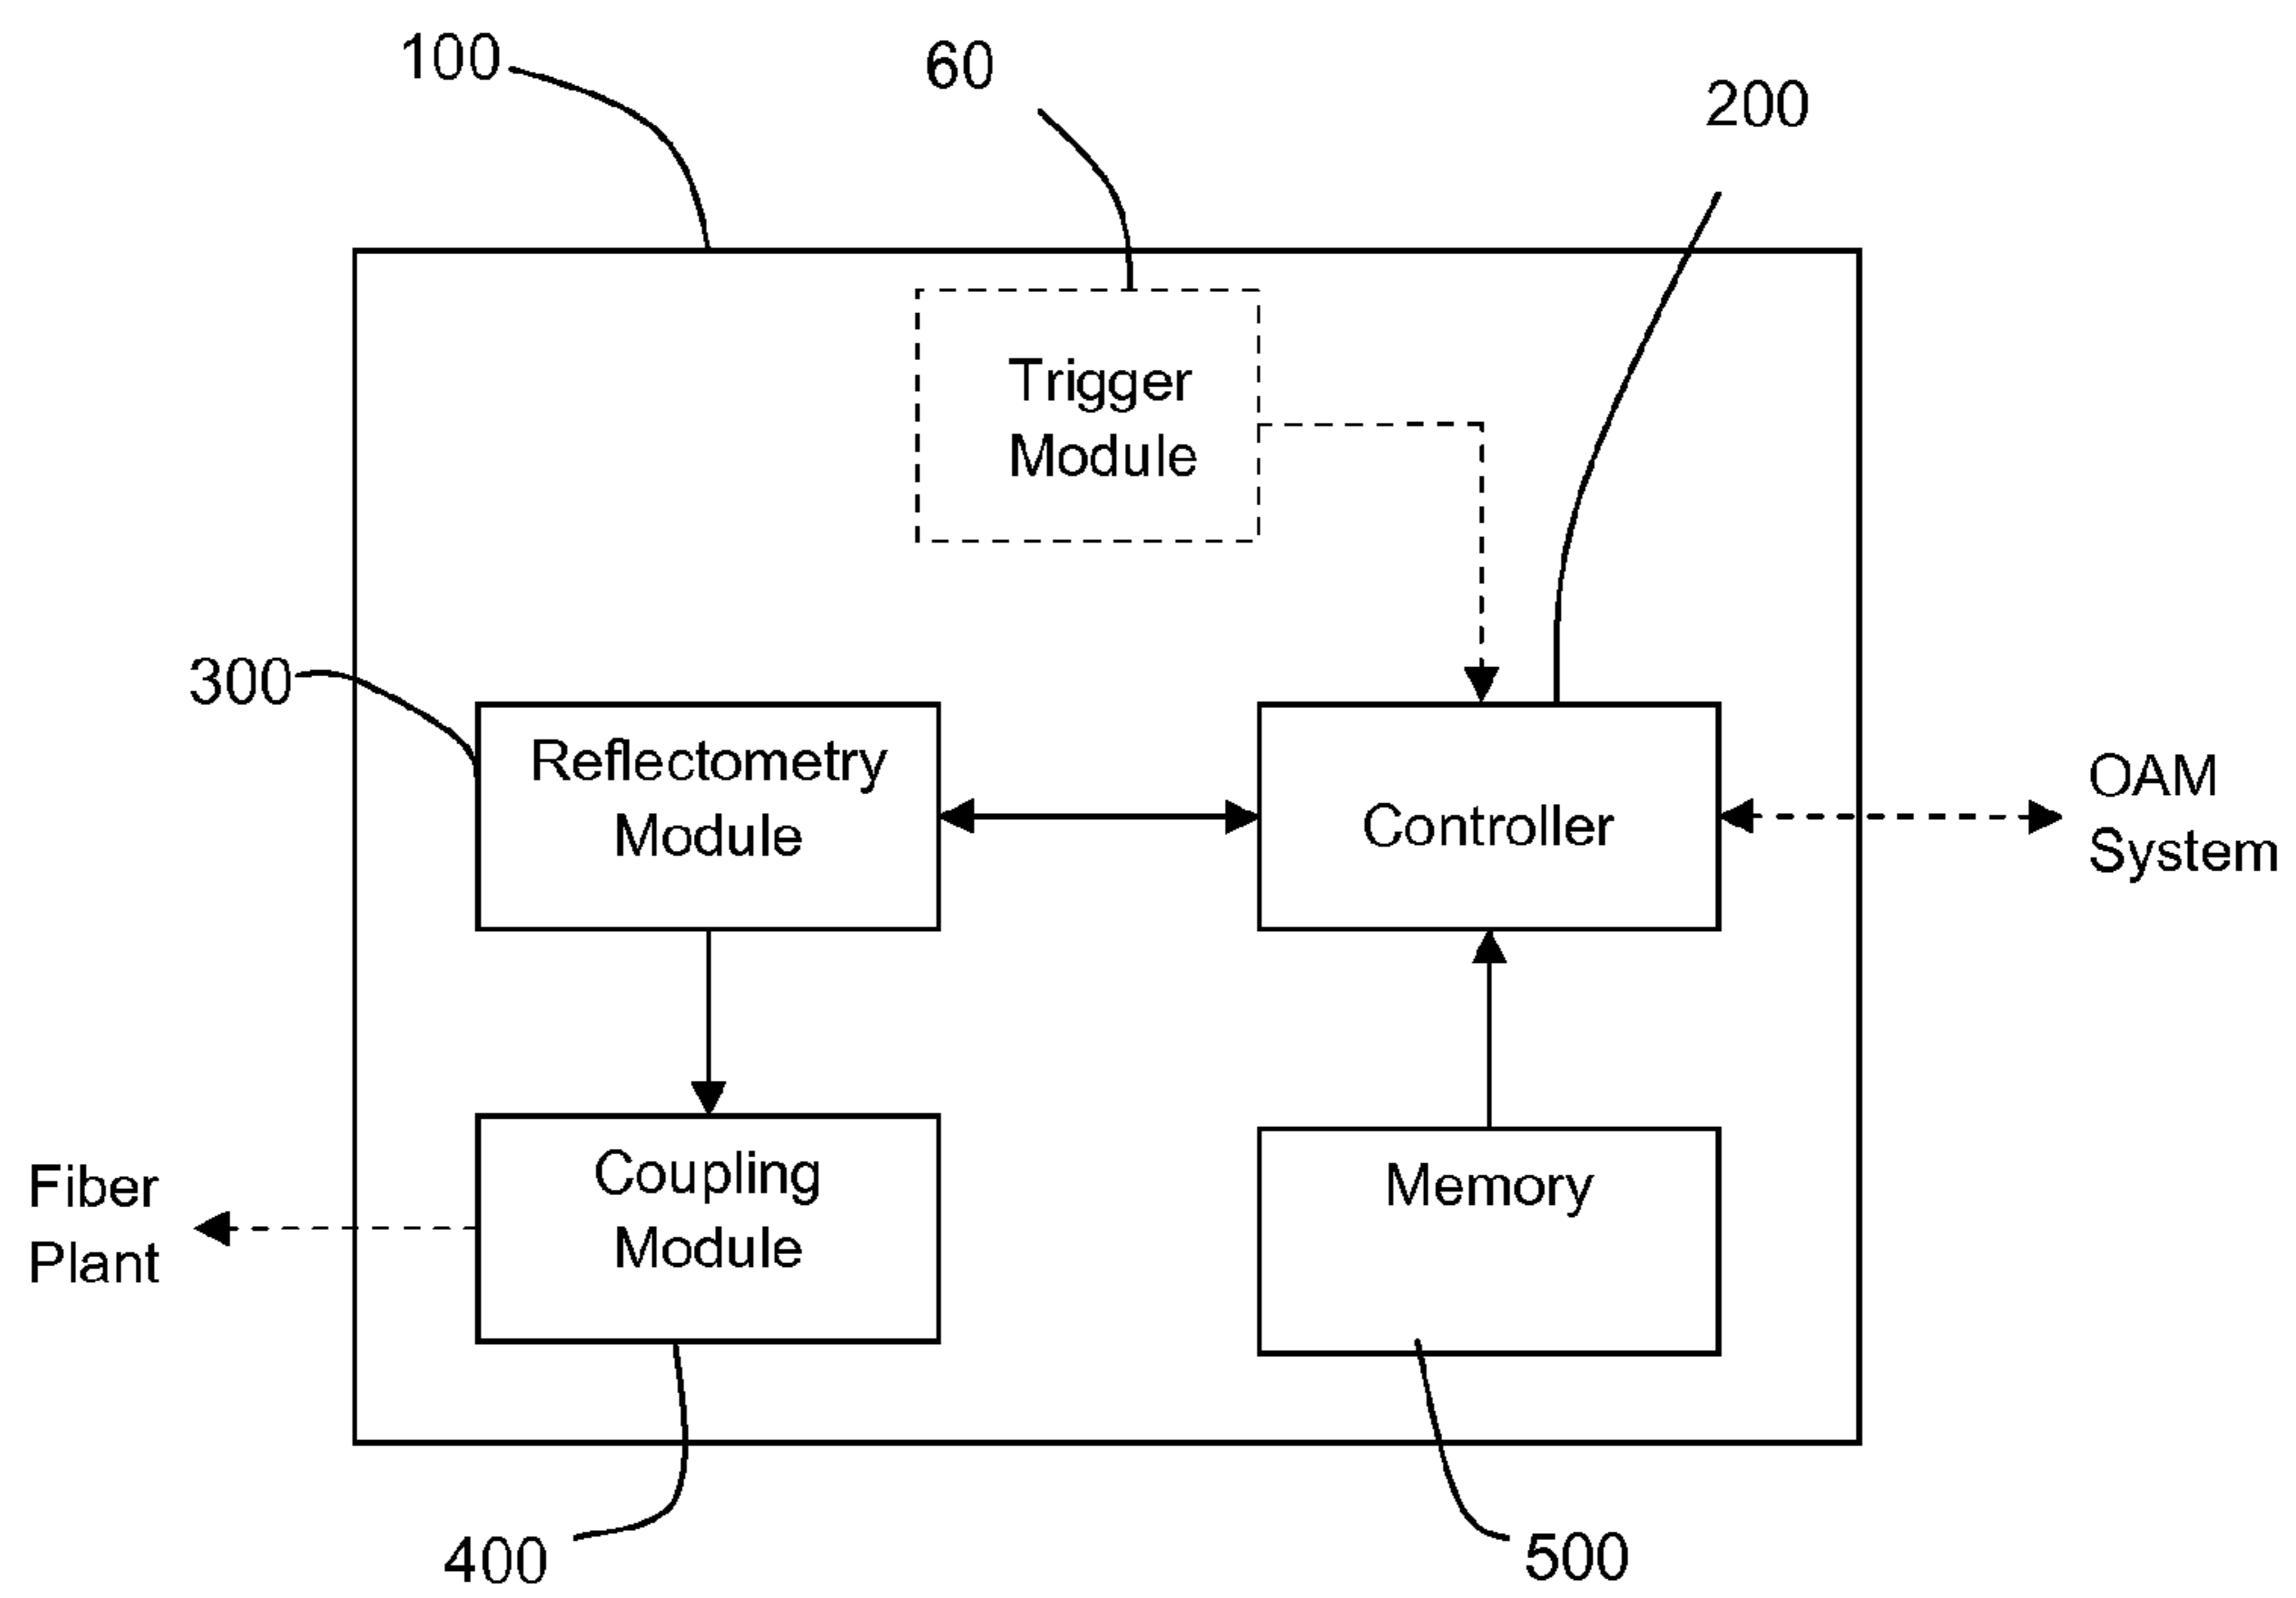 100
60
200
Trigger
Module
300
Reflectometry
Module
Controller
OAM
System
Fiber
Plant
Coupling
Module
Memory
400
500